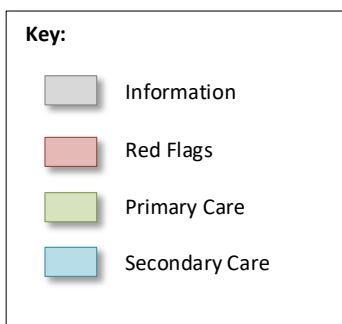 Key:
Information
Red Flags
Primary Care
Secondary Care